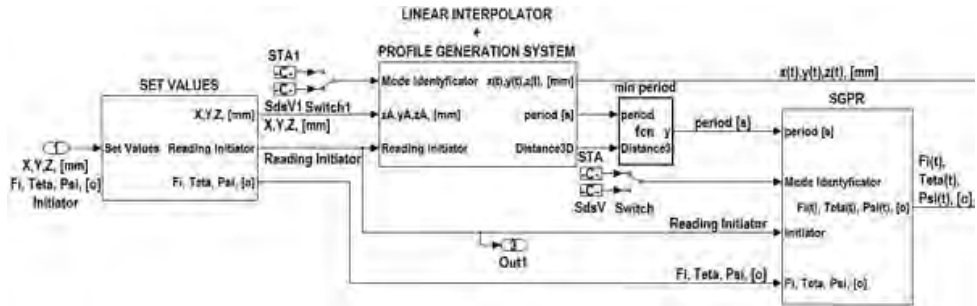 LINEAR INTERPOLATOR
+
PROFILE GENERATION SYSTEM
STA1
-C-
-C-
SdsV1 Switch1
X,Y,Z, [mm]
Mode Identyficator
x(t),y(t),z(t), [mm]
xA,yA,zA, [mm]
period [s]
Reading Initiator
Distance3D
x(t),y(t),z(t), [mm]
SET VALUES
X,Y,Z, [mm]
Set Values
Reading Initiator
Fi, Teta, Psi, [o]
1
X,Y,Z, [mm]
Fi, Teta, Psi, [o]
Initiator
Reading Initiator
min period
period
fcn y
Distance3
period [s]
STA
-C-
-C-
SdsV Switch
SGPR
period [s]
Mode Identyficator
Fi(t), Teta(t), Psi(t), [o]
Initiator
Fi, Teta, Psi, [o]
Fi(t),
Teta(t),
Psi(t), [o],
Reading Initiator
Out1
Fi, Teta, Psi, [o]